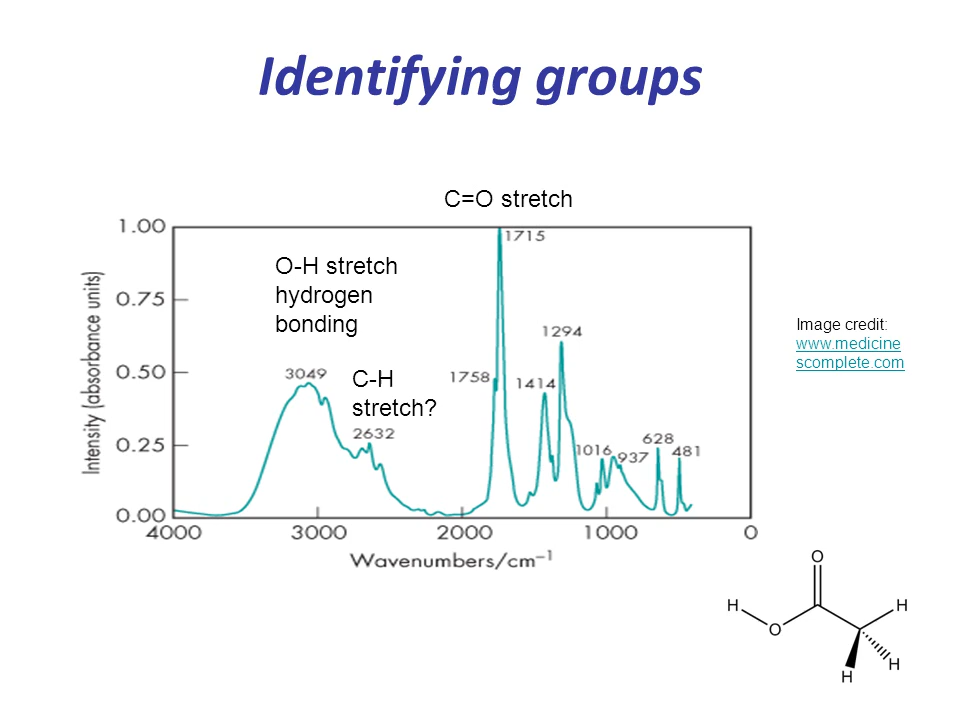 Identifying groups
C=O stretch
1.00
1715
O-H stretch
hydrogen
bonding
0.75
Intensity (absorbance units)
1294
Image credit:
www.medicine
scomplete.com
0.50
3049
C-H
stretch?
1758
1414
2632
0.25
1016
937
628
481
0.00
4000
3000
2000
1000
0
Wavenumbers/cm⁻¹
O
H
O
H
H
H